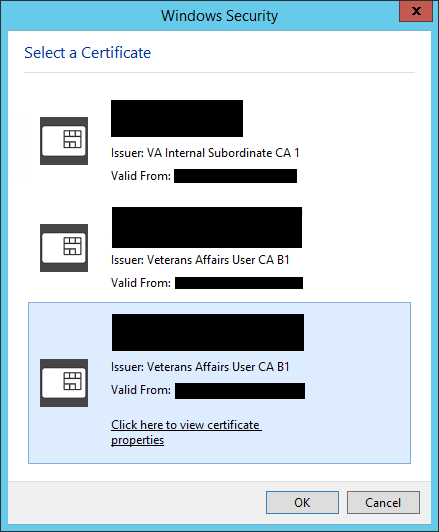 Windows Security
Select a Certificate
Issuer: VA Internal Subordinate CA 1
Valid From:
Issuer: Veterans Affairs User CA B1
Valid From:
Issuer: Veterans Affairs User CA B1
Valid From:
Click here to view certificate
properties
OK
Cancel